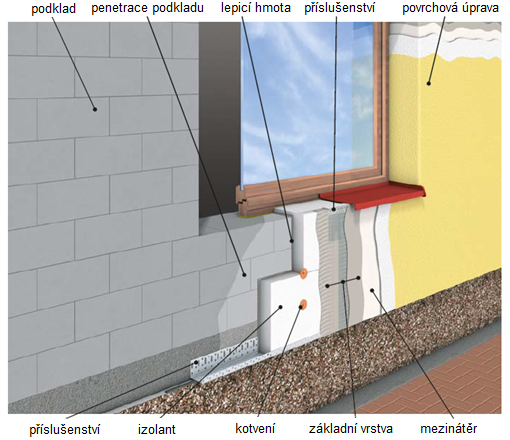 podklad
penetrace podkladu
lepicí hmota
příslušenství
povrchová úprava
příslušenství
izolant
kotvení
základní vrstva
mezinátěr